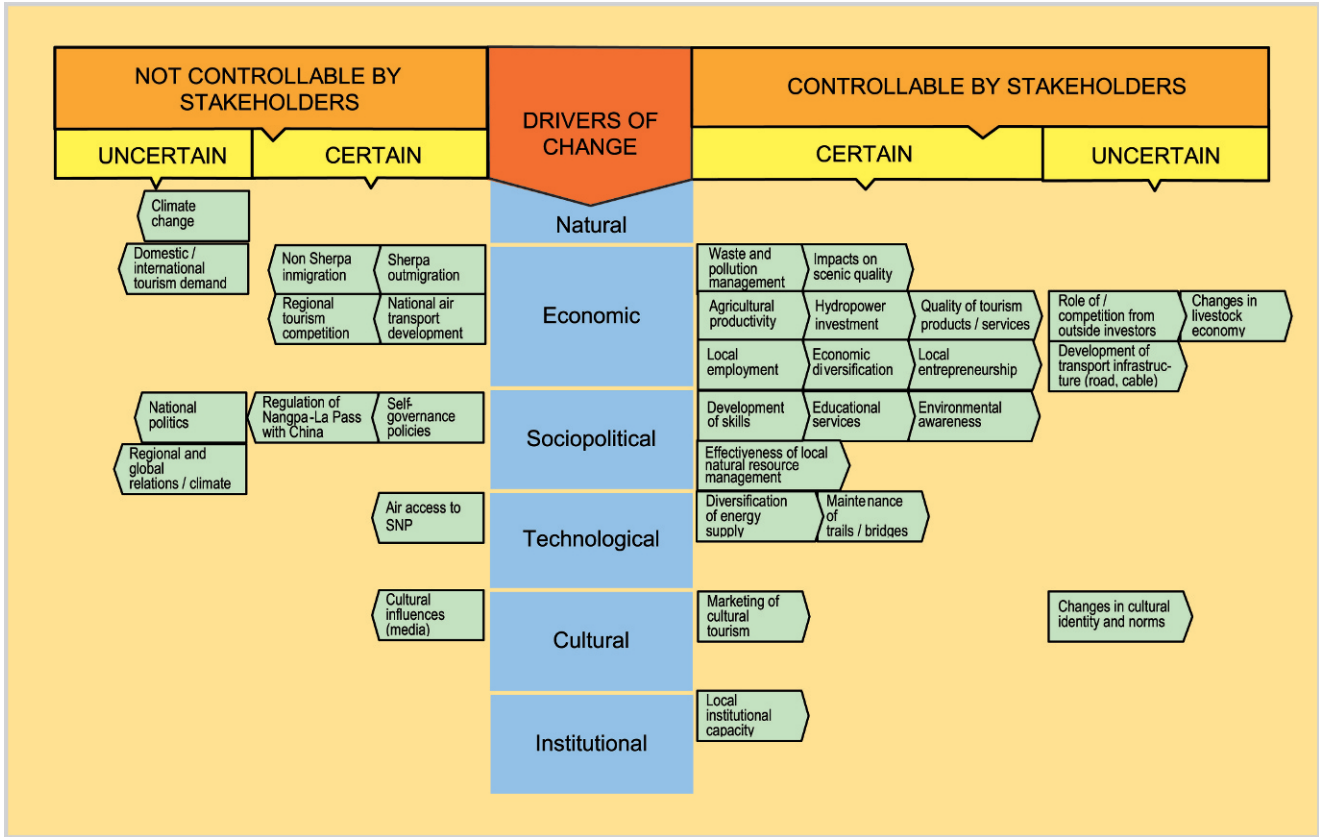 NOT CONTROLLABLE BY
STAKEHOLDERS
DRIVERS OF
CHANGE
CONTROLLABLE BY STAKEHOLDERS
UNCERTAIN
CERTAIN
CERTAIN
UNCERTAIN
Climate
change
Natural
Domestic /
international
tourism demand
Non Sherpa
inmigration
Sherpa
outmigration
Regional
tourism
competition
National air
transport
development
Economic
Waste and
pollution
management
Impacts on
scenic quality
Agricultural
productivity
Hydropower
investment
Quality of tourism
products / services
Role of /
competition from
outside investors
Changes in
livestock
economy
Local
employment
Economic
diversification
Local
entrepreneurship
Development of
transport infrastruc-
ture (road, cable)
National
politics
Regulation of
Nangpa-La Pass
with China
Self-
governance
policies
Regional and
global
relations / climate
Sociopolitical
Development
of skills
Educational
services
Environmental
awareness
Effectiveness of local
natural resource
management
Air access to
SNP
Technological
Diversification
of energy
supply
Maintenance
of
trails / bridges
Cultural
influences
(media)
Cultural
Marketing of
cultural
tourism
Changes in cultural
identity and norms
Institutional
Local
institutional
capacity